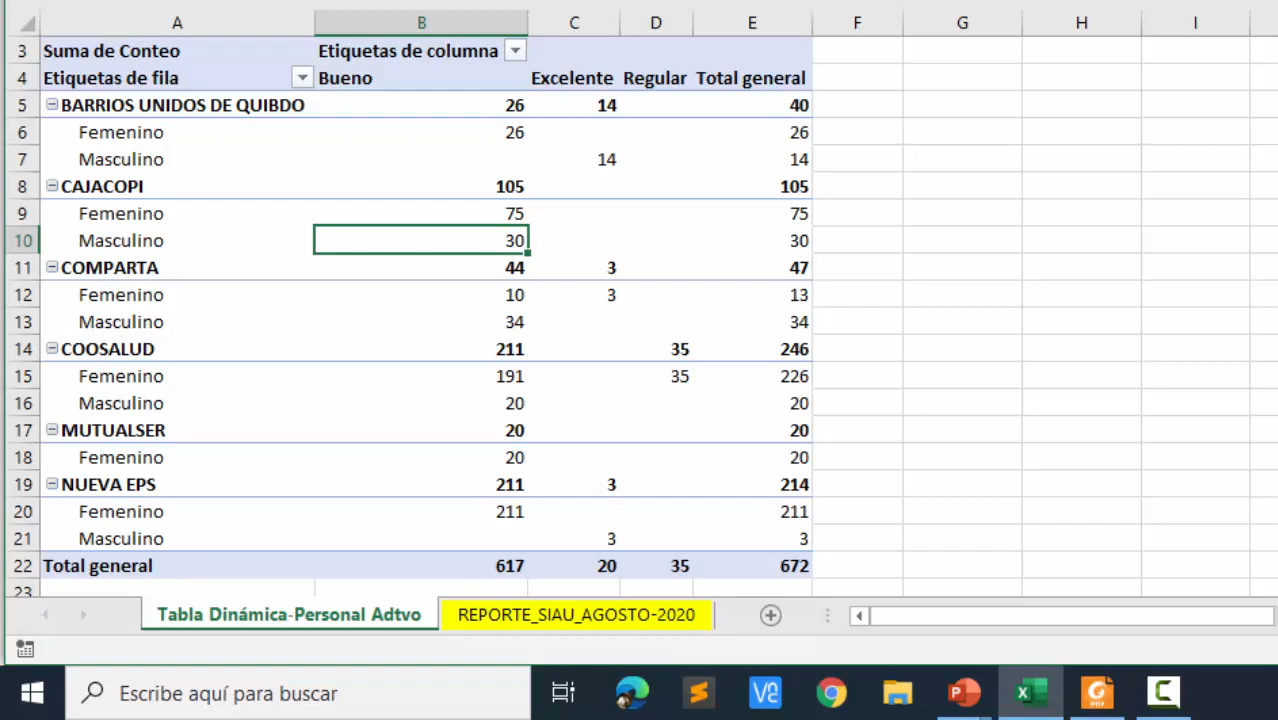 A B C D E F G H I
3 Suma de Conteo Etiquetas de columna
4 Etiquetas de fila Bueno Excelente Regular Total general
5 BARRIOS UNIDOS DE QUIBDO 26 14 40
6 Femenino 26 26
7 Masculino 14 14
8 CAJACOPI 105 105
9 Femenino 75 75
10 Masculino 30 30
11 COMPARTA 44 3 47
12 Femenino 10 3 13
13 Masculino 34 34
14 COOSALUD 211 35 246
15 Femenino 191 35 226
16 Masculino 20 20
17 MUTUALSER 20 20
18 Femenino 20 20
19 NUEVA EPS 211 3 214
20 Femenino 211 211
21 Masculino 3 3
22 Total general 617 20 35 672
23
Tabla Dinámica-Personal Adtvo REPORTE_SIAU_AGOSTO-2020
Escribe aquí para buscar